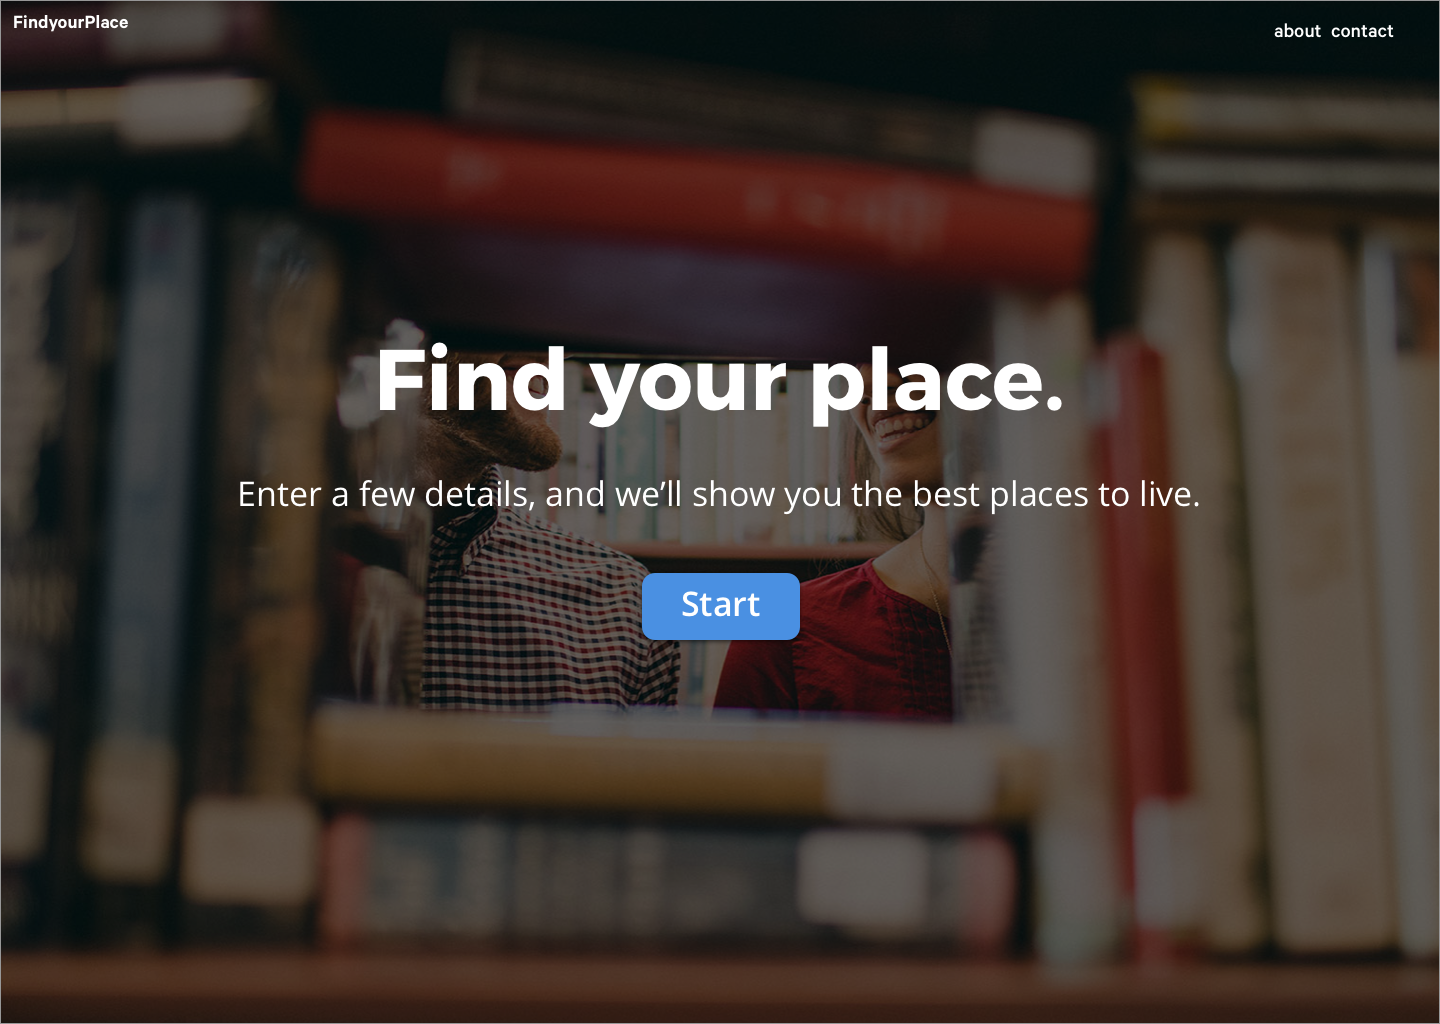 FindyourPlace
about contact
Find your place.
Enter a few details, and we’ll show you the best places to live.
Start